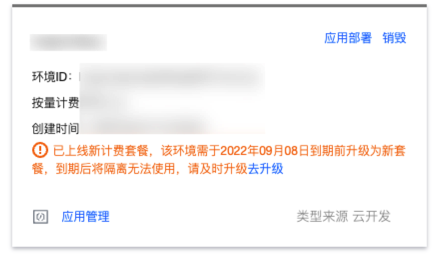 应用部署 销毁
环境ID：
按量计费
创建时间
已上线新计费套餐，该环境需于2022年09月08日到期前升级为新套
餐，到期后将隔离无法使用，请及时升级去升级
应用管理 类型来源 云开发